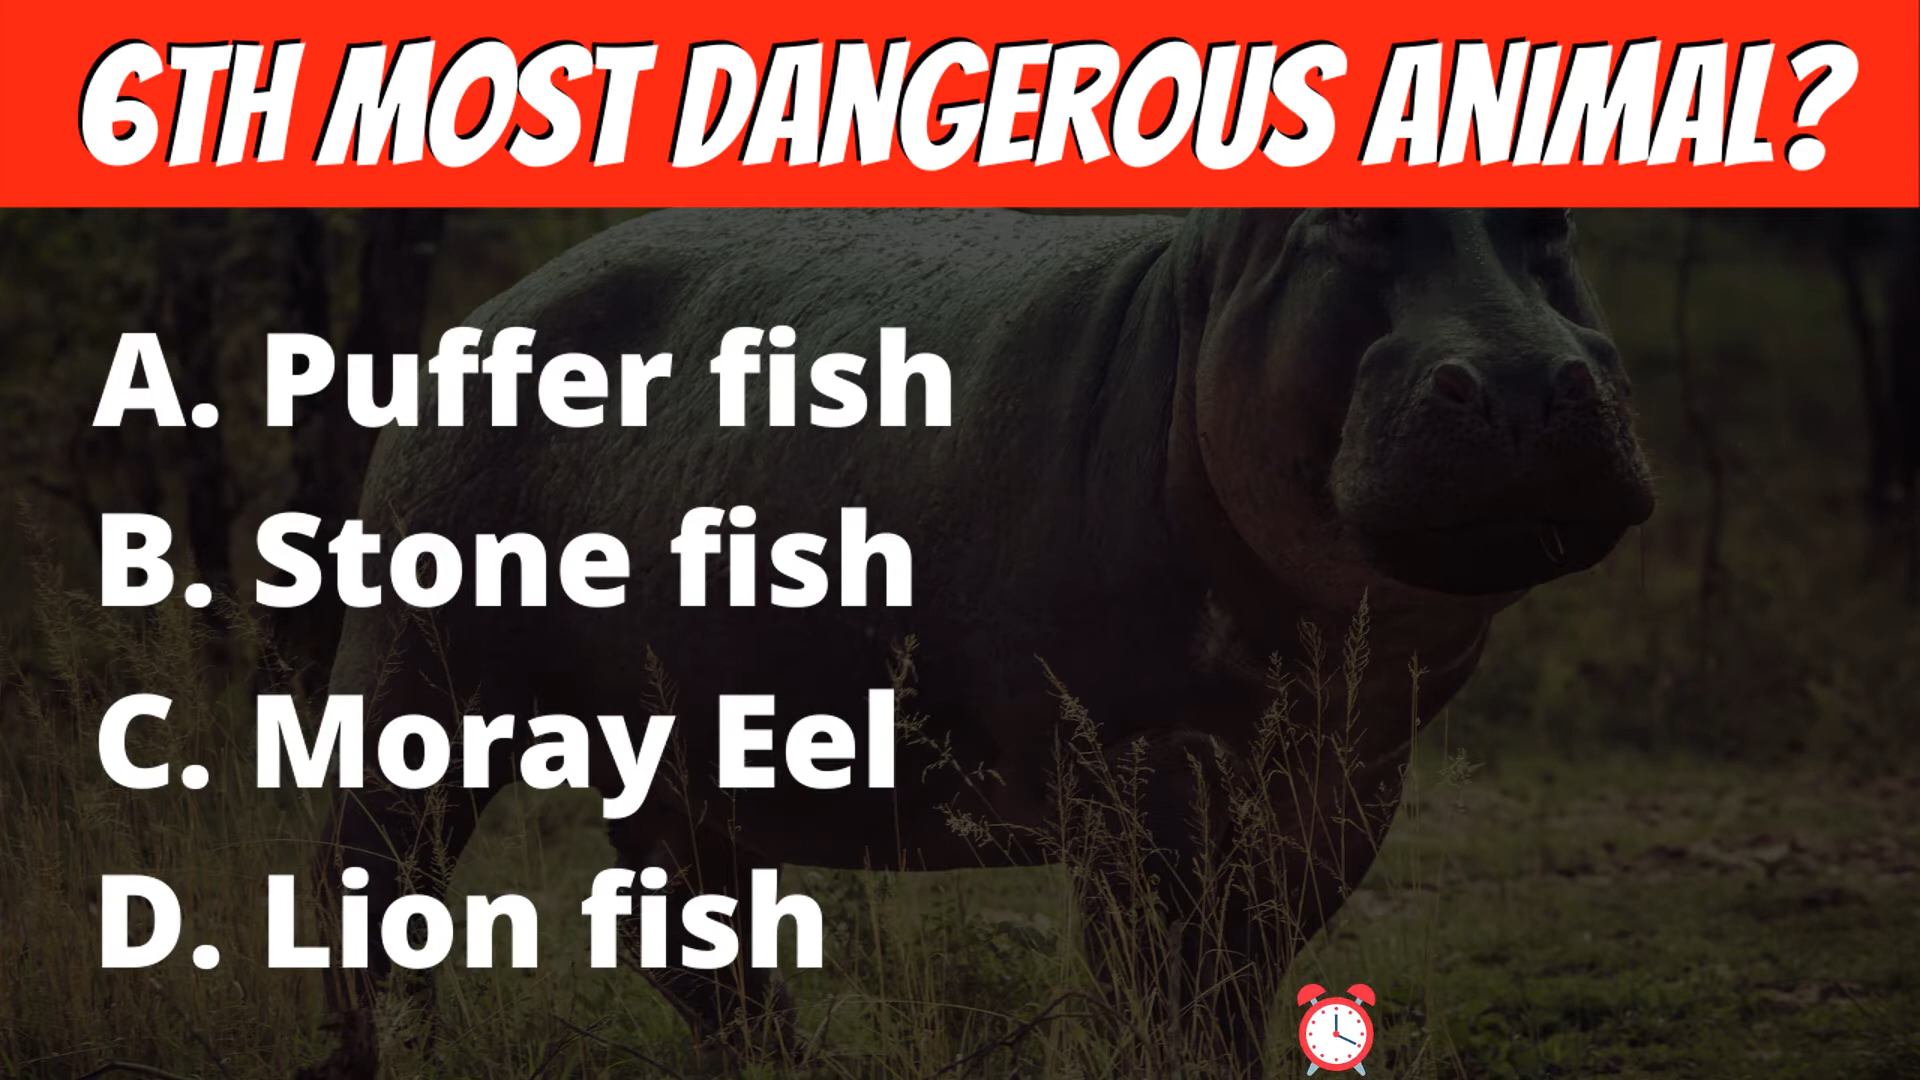 6TH MOST DANGEROUS ANIMAL?
A. Puffer fish
B. Stone fish
C. Moray Eel
D. Lion fish